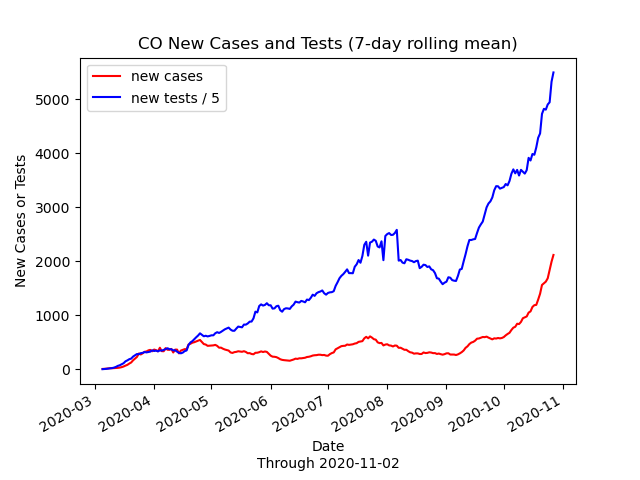 CO New Cases and Tests (7-day rolling mean)
new cases
new tests / 5
New Cases or Tests
5000
4000
3000
2000
1000
0
2020-03
2020-04
2020-05
2020-06
2020-07
2020-08
2020-09
2020-10
2020-11
Date
Through 2020-11-02